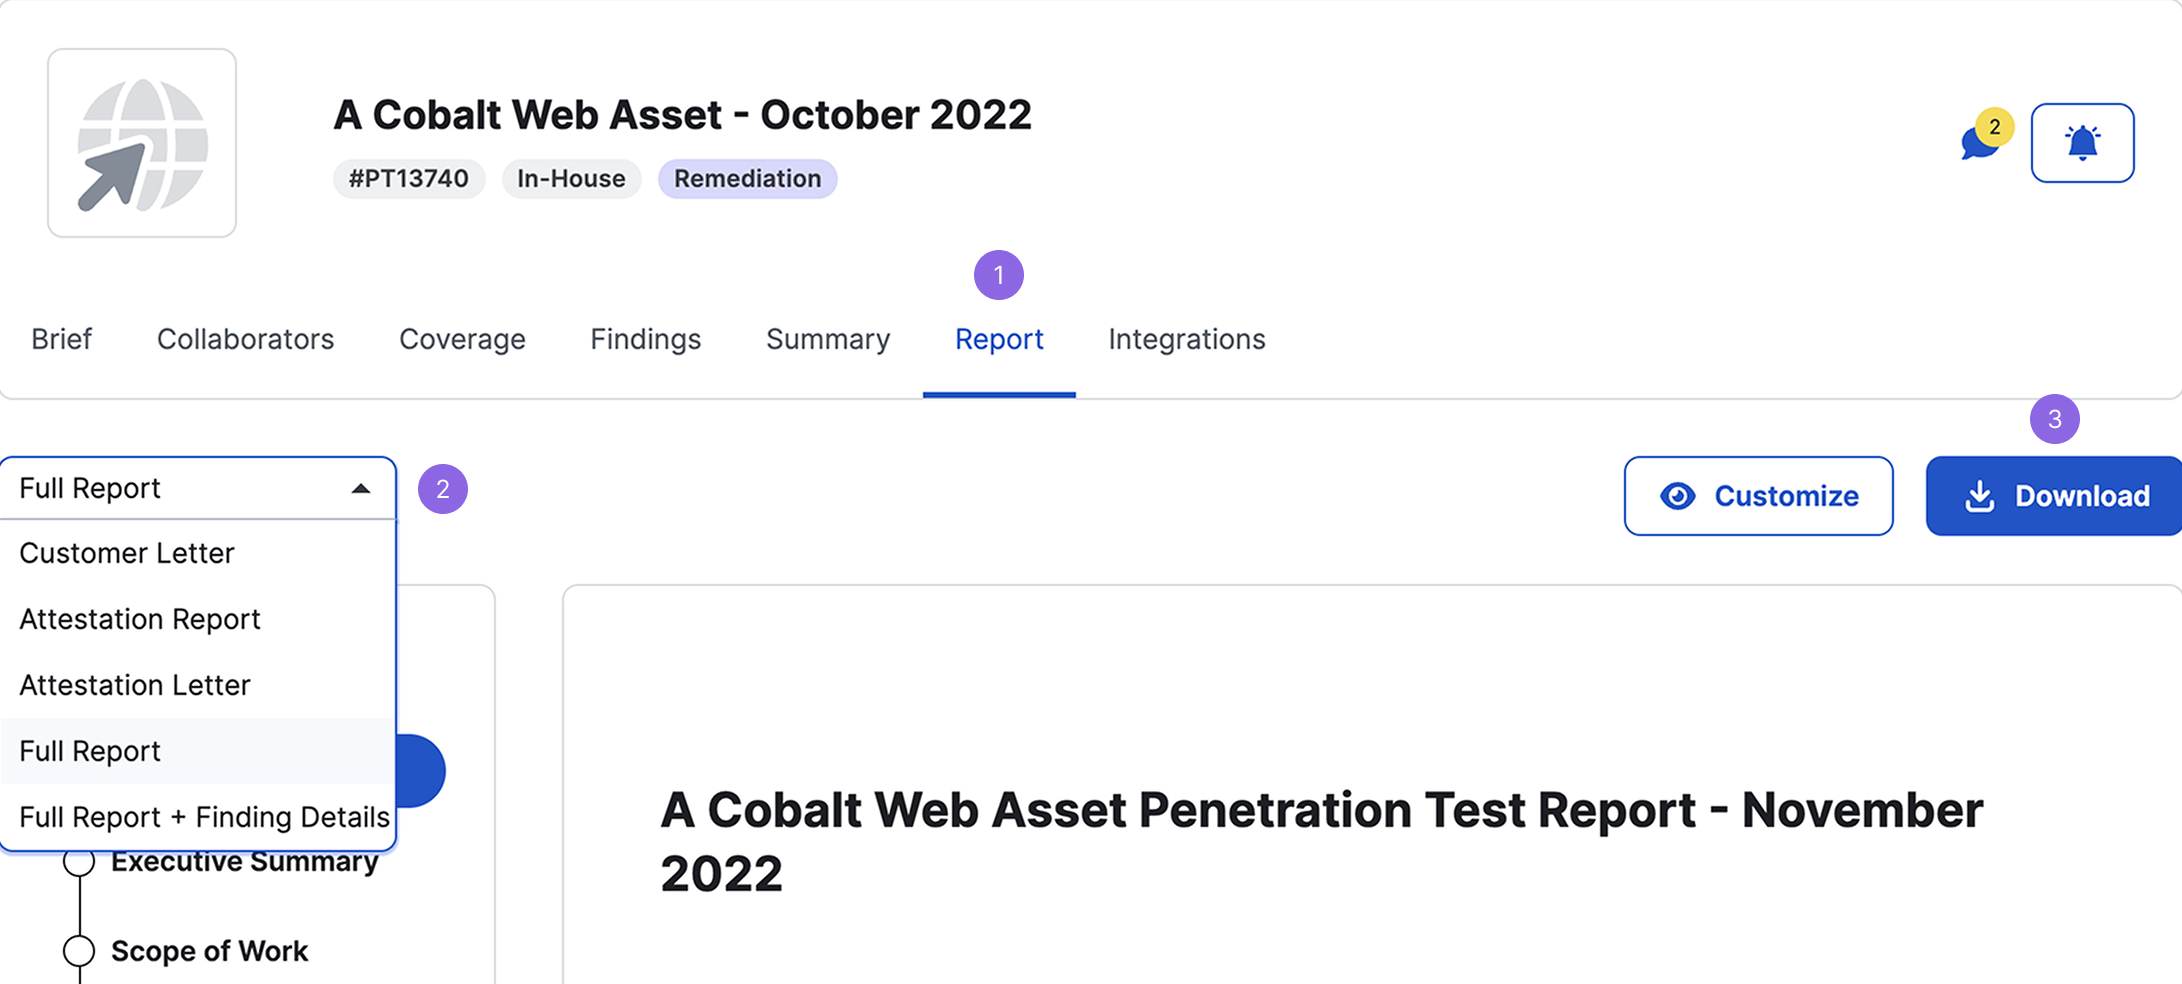 A Cobalt Web Asset - October 2022
2
#PT13740 In-House Remediation
1
Brief Collaborators Coverage Findings Summary Report Integrations
3
Full Report
2
Customize
Download
Customer Letter
Attestation Report
Attestation Letter
Full Report
Full Report + Finding Details
Executive Summary
Scope of Work
A Cobalt Web Asset Penetration Test Report - November
2022